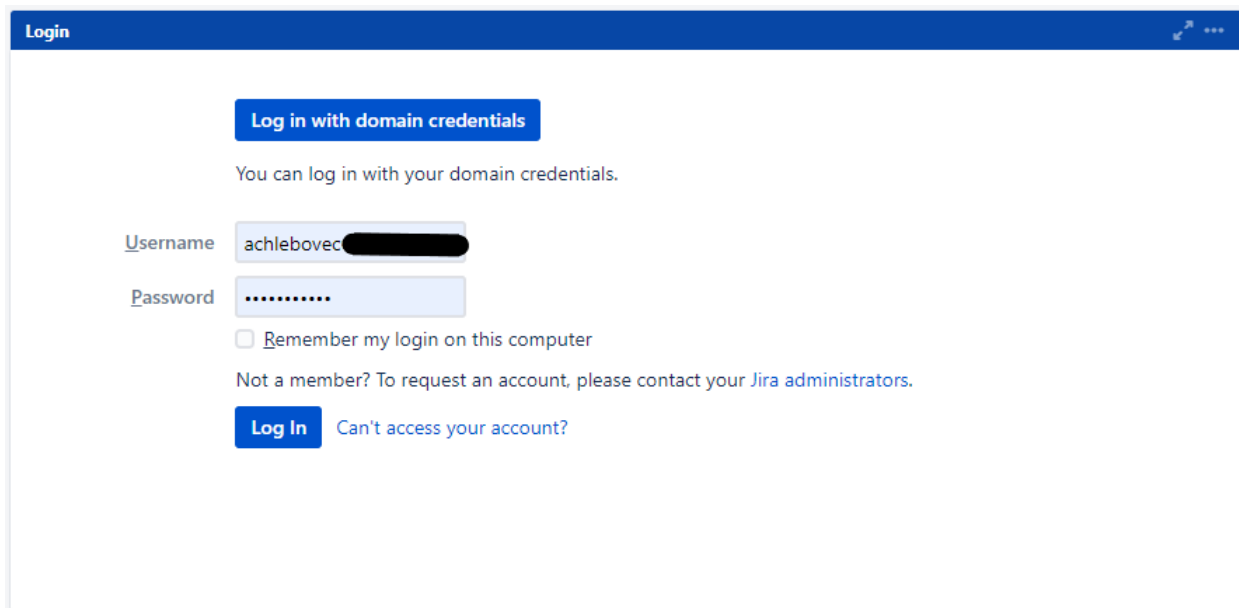 Login
Log in with domain credentials
You can log in with your domain credentials.
Username achlebovec
Password •••••••••••
Remember my login on this computer
Not a member? To request an account, please contact your Jira administrators.
Log In Can't access your account?